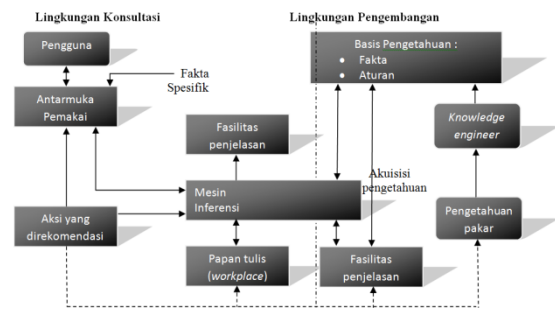 Lingkungan Konsultasi
Lingkungan Pengembangan
Pengguna
Basis Pengetahuan :
• Fakta
• Aturan
Fakta
Spesifik
Antarmuka
Pemakai
Fasilitas
penjelasan
Knowledge
engineer
Akuisisi
pengetahuan
Mesin
Inferensi
Aksi yang
direkomendasi
Pengetahuan
pakar
Papan tulis
(workplace)
Fasilitas
penjelasan